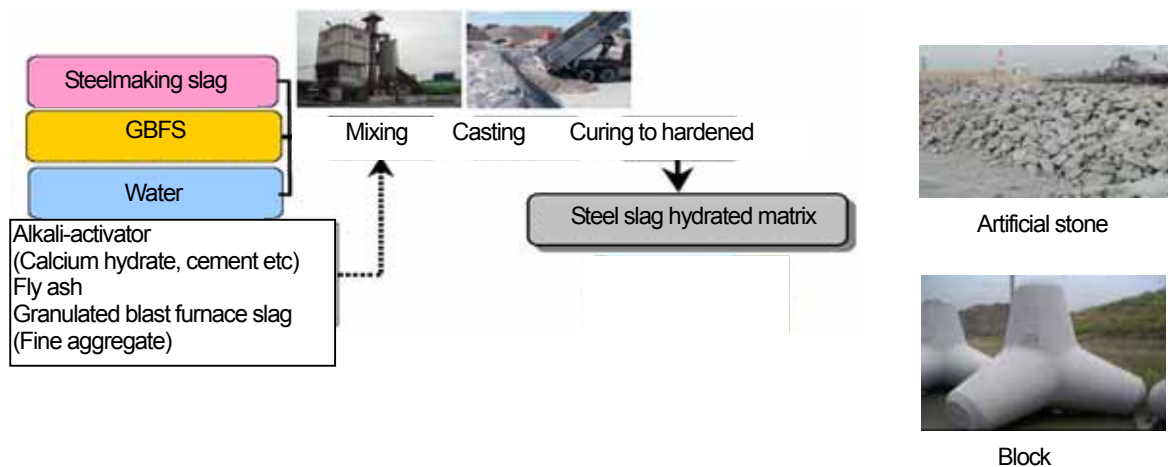 Steelmaking slag
GBFS
Water
Alkali-activator
(Calcium hydrate, cement etc)
Fly ash
Granulated blast furnace slag
(Fine aggregate)
Mixing Casting Curing to hardened
Steel slag hydrated matrix
Artificial stone
Block